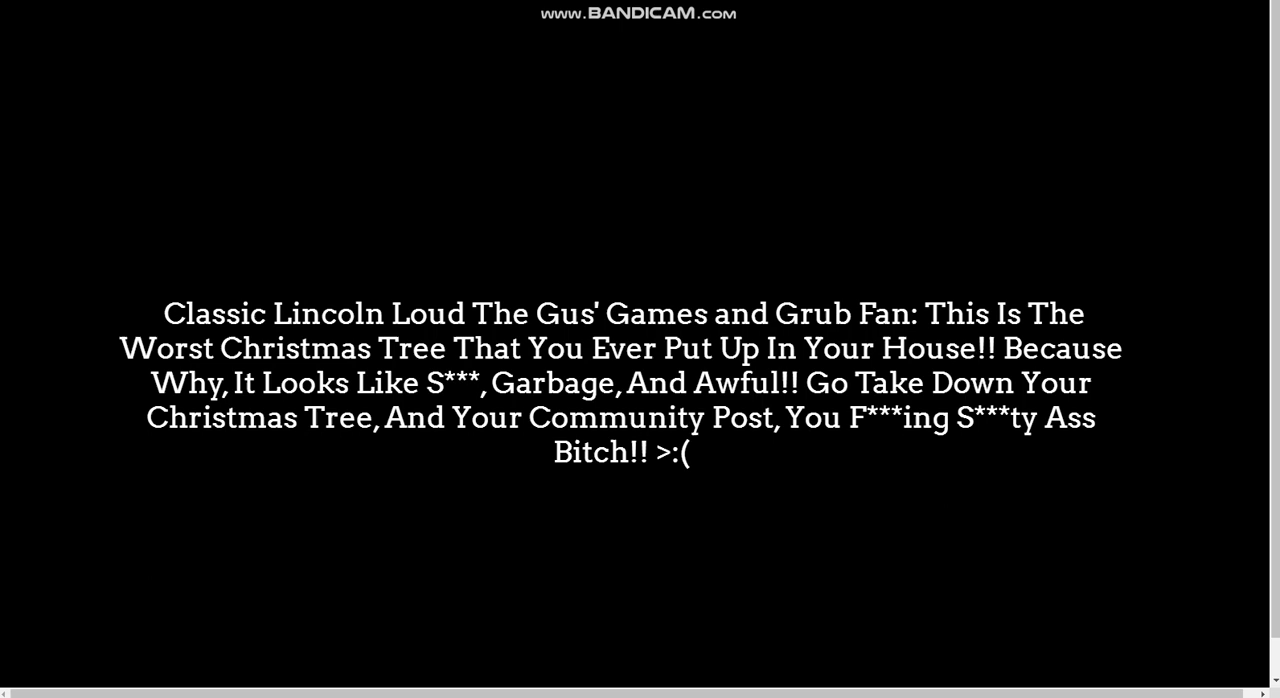 www.BANDICAM.com
Classic Lincoln Loud The Gus' Games and Grub Fan: This Is The
Worst Christmas Tree That You Ever Put Up In Your House!! Because
Why, It Looks Like S***, Garbage, And Awful!! Go Take Down Your
Christmas Tree, And Your Community Post, You F***ing S***ty Ass
Bitch!! >:(